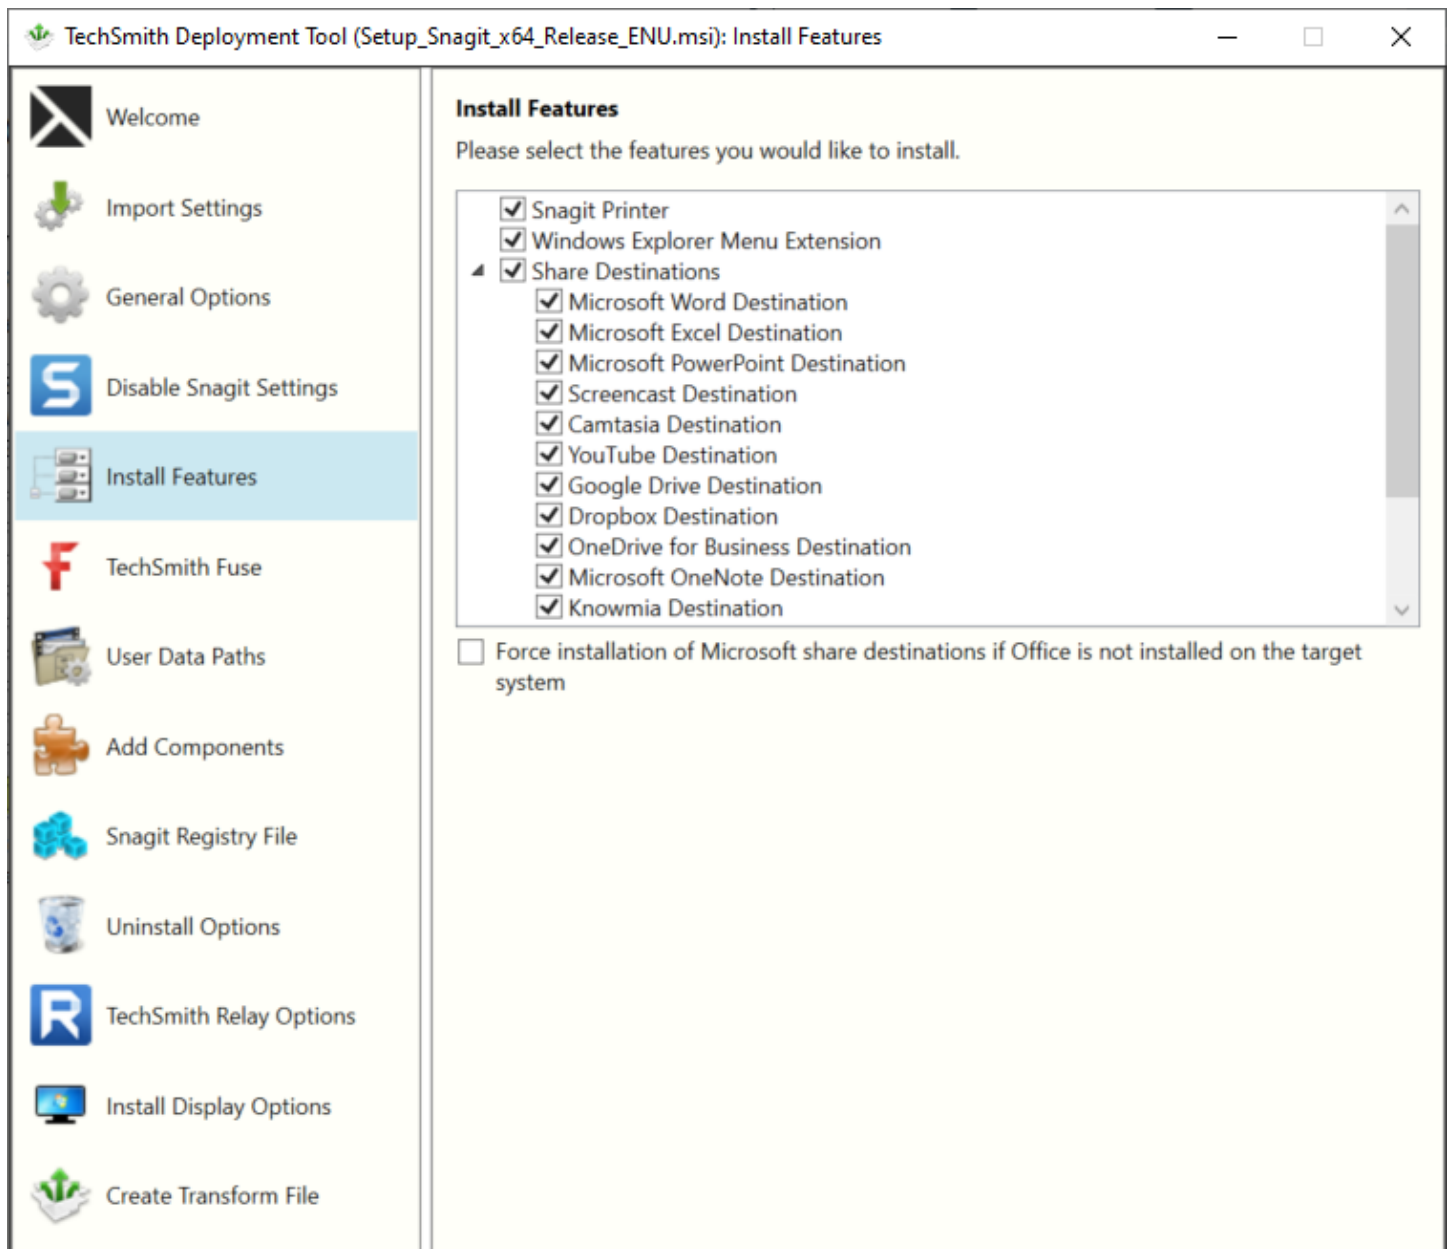 TechSmith Deployment Tool (Setup_Snagit_x64_Release_ENU.msi): Install Features
Welcome
Import Settings
General Options
Disable Snagit Settings
Install Features
TechSmith Fuse
User Data Paths
Add Components
Snagit Registry File
Uninstall Options
TechSmith Relay Options
Install Display Options
Create Transform File
Install Features
Please select the features you would like to install.
Snagit Printer
Windows Explorer Menu Extension
Share Destinations
Microsoft Word Destination
Microsoft Excel Destination
Microsoft PowerPoint Destination
Screencast Destination
Camtasia Destination
YouTube Destination
Google Drive Destination
Dropbox Destination
OneDrive for Business Destination
Microsoft OneNote Destination
Knowmia Destination
Force installation of Microsoft share destinations if Office is not installed on the target
system